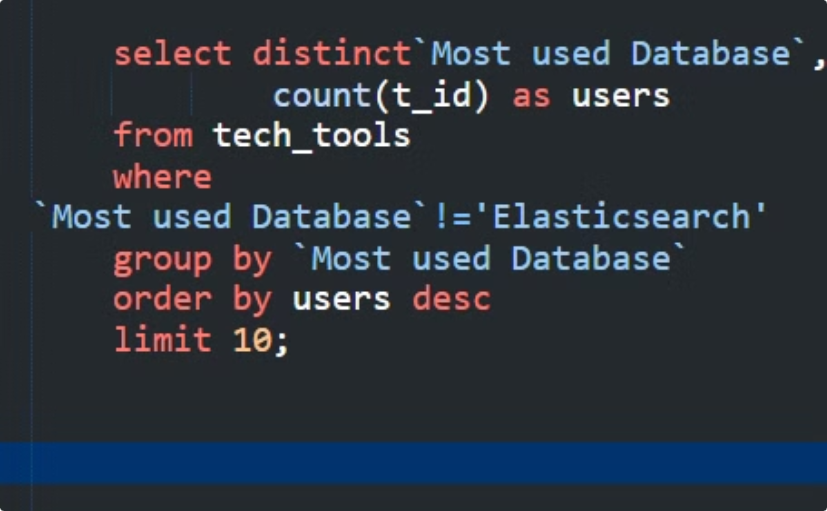 select distinct`Most used Database`,
count(t_id) as users
from tech_tools
where
`Most used Database`!='Elasticsearch'
group by `Most used Database`
order by users desc
limit 10;